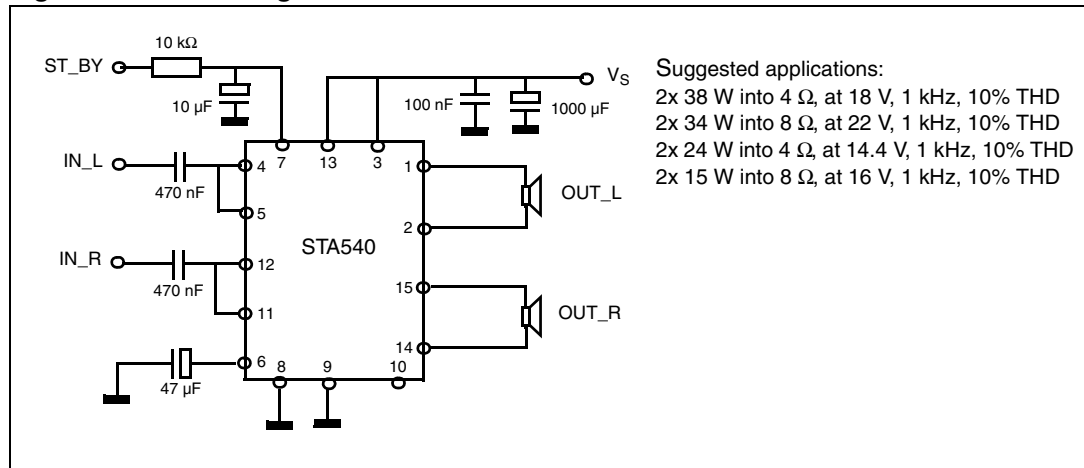 10 kΩ
ST_BY
10 µF
100 nF
1000 µF
V_S
IN_L
470 nF
4
7
13
3
1
5
2
OUT_L
STA540
IN_R
470 nF
12
11
15
OUT_R
14
6
47 µF
8
9
10
Suggested applications:
2x 38 W into 4 Ω, at 18 V, 1 kHz, 10% THD
2x 34 W into 8 Ω, at 22 V, 1 kHz, 10% THD
2x 24 W into 4 Ω, at 14.4 V, 1 kHz, 10% THD
2x 15 W into 8 Ω, at 16 V, 1 kHz, 10% THD